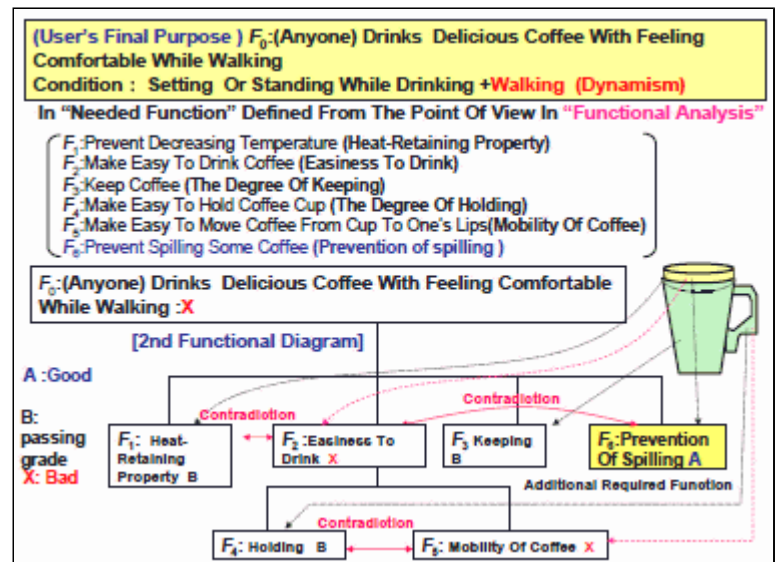 (User's Final Purpose ) F0:(Anyone) Drinks Delicious Coffee With Feeling
Comfortable While Walking
Condition : Setting Or Standing While Drinking +Walking (Dynamism)
In "Needed Function" Defined From The Point Of View In "Functional Analysis"
F1:Prevent Decreasing Temperature (Heat-Retaining Property)
F2:Make Easy To Drink Coffee (Easiness To Drink)
F3:Keep Coffee (The Degree Of Keeping)
F4:Make Easy To Hold Coffee Cup (The Degree Of Holding)
F5:Make Easy To Move Coffee From Cup To One's Lips(Mobility Of Coffee)
F6:Prevent Spilling Some Coffee (Prevention of spilling )
F0:(Anyone) Drinks Delicious Coffee With Feeling Comfortable
While Walking :X
[2nd Functional Diagram]
A :Good
B:
passing
grade
X: Bad
Contradiotion
Contradiotion
F1: Heat-
Retaining
Property B
F2 :Easiness To
Drink X
F3 Keeping
B
F6:Prevention
Of Spilling A
Additional Required Funotion
Contradiotion
F4: Holding B
F5: Mobility Of Coffee X